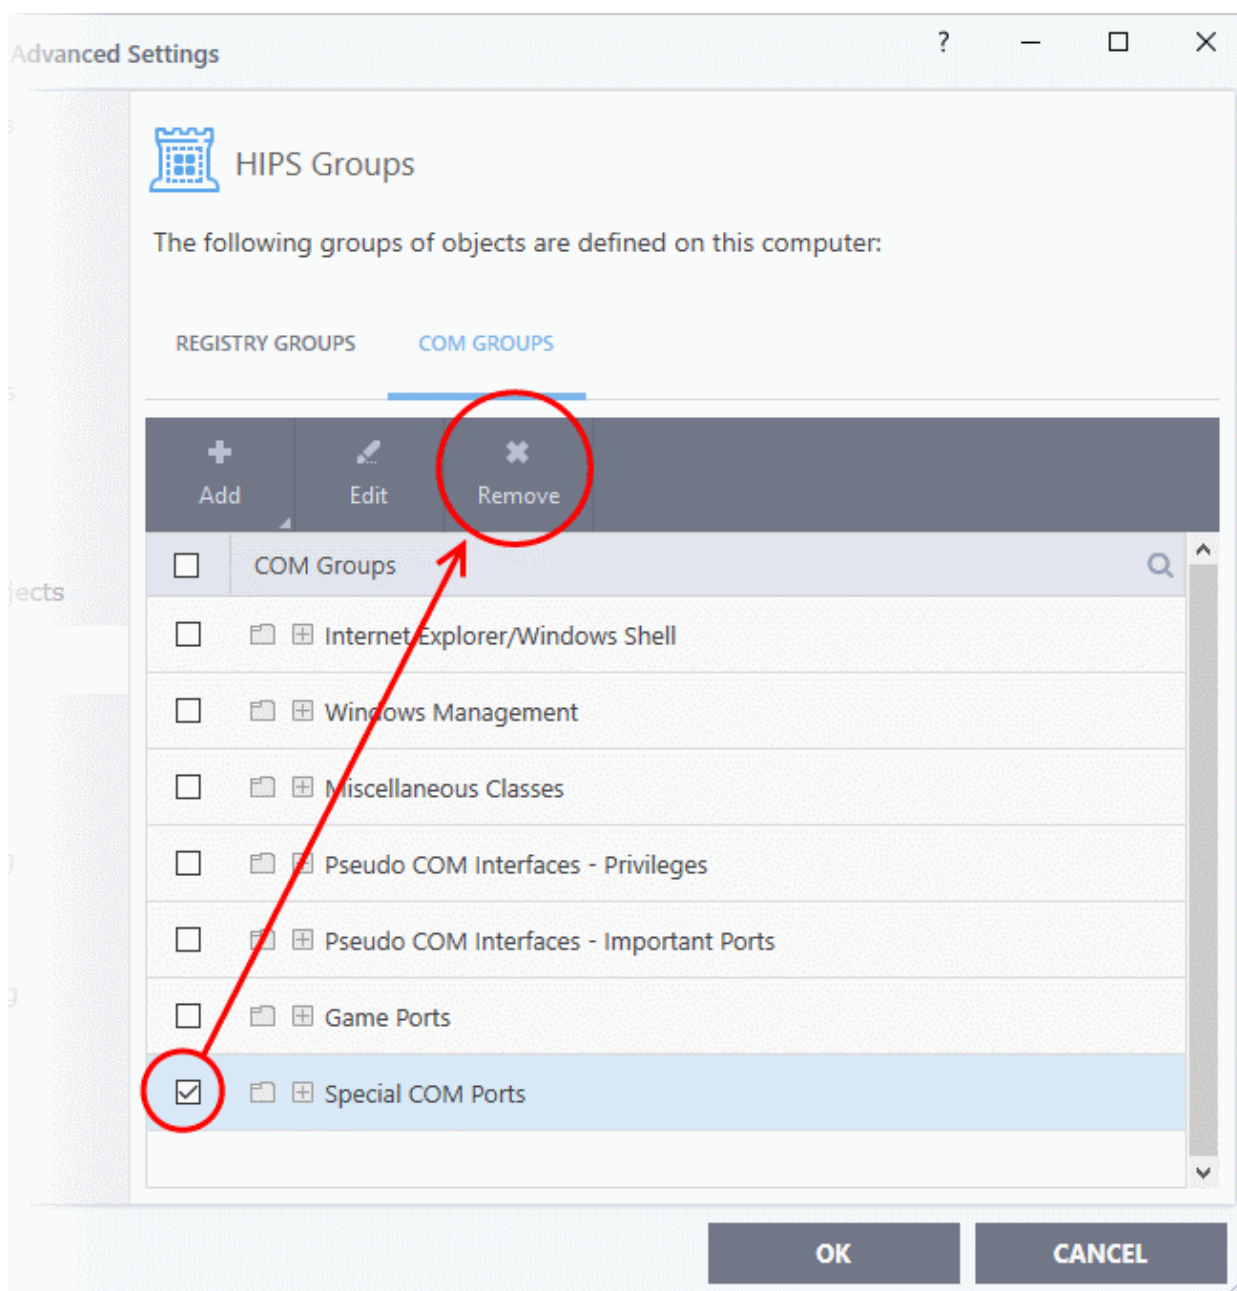 Advanced Settings
?
HIPS Groups
The following groups of objects are defined on this computer:
REGISTRY GROUPS COM GROUPS
Add Edit Remove
COM Groups
jects
Internet Explorer/Windows Shell
Windows Management
Miscellaneous Classes
Pseudo COM Interfaces - Privileges
Pseudo COM Interfaces - Important Ports
Game Ports
Special COM Ports
OK CANCEL